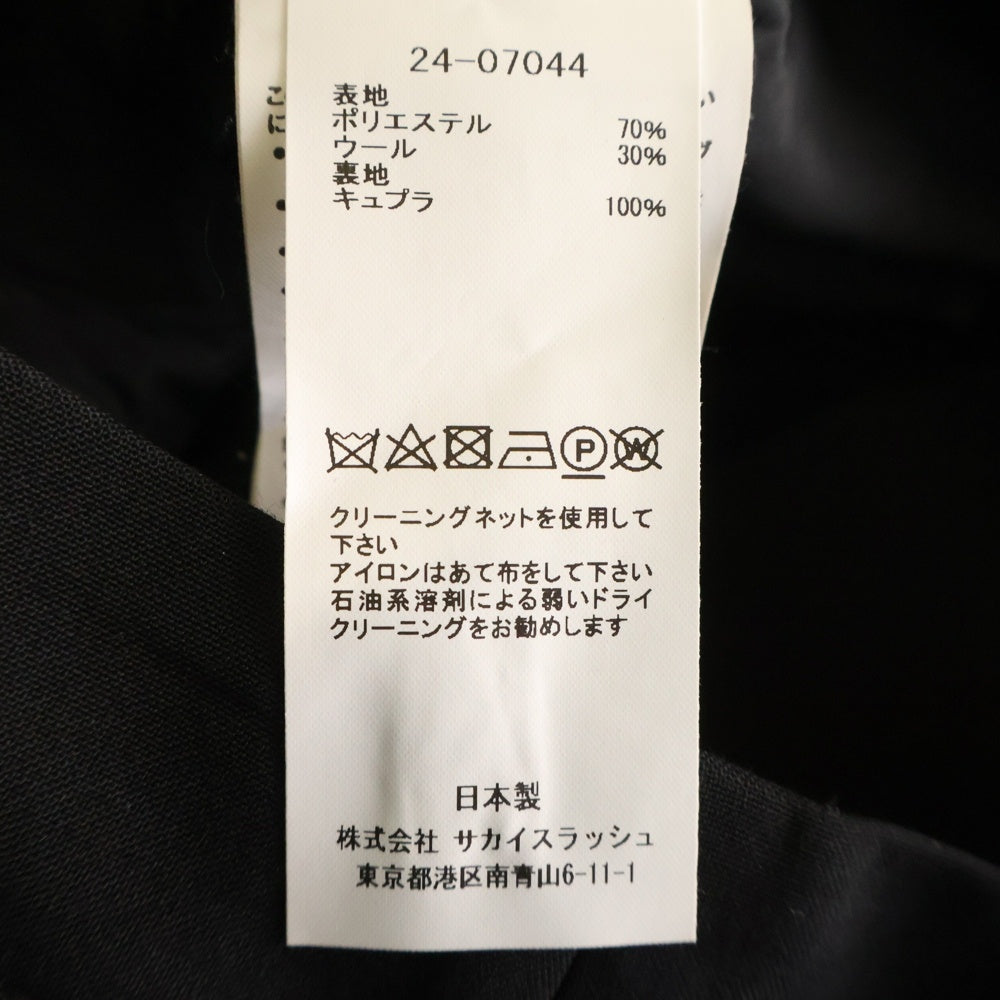 24-07044
表地
ポリエステル 70%
ウール 30%
裏地
キュプラ 100%
P W
クリーニングネットを使用して
下さい
アイロンはあて布をして下さい
石油系溶剤による弱いドライ
クリーニングをお勧めします
日本製
株式会社 サカイスラッシュ
東京都港区南青山6-11-1